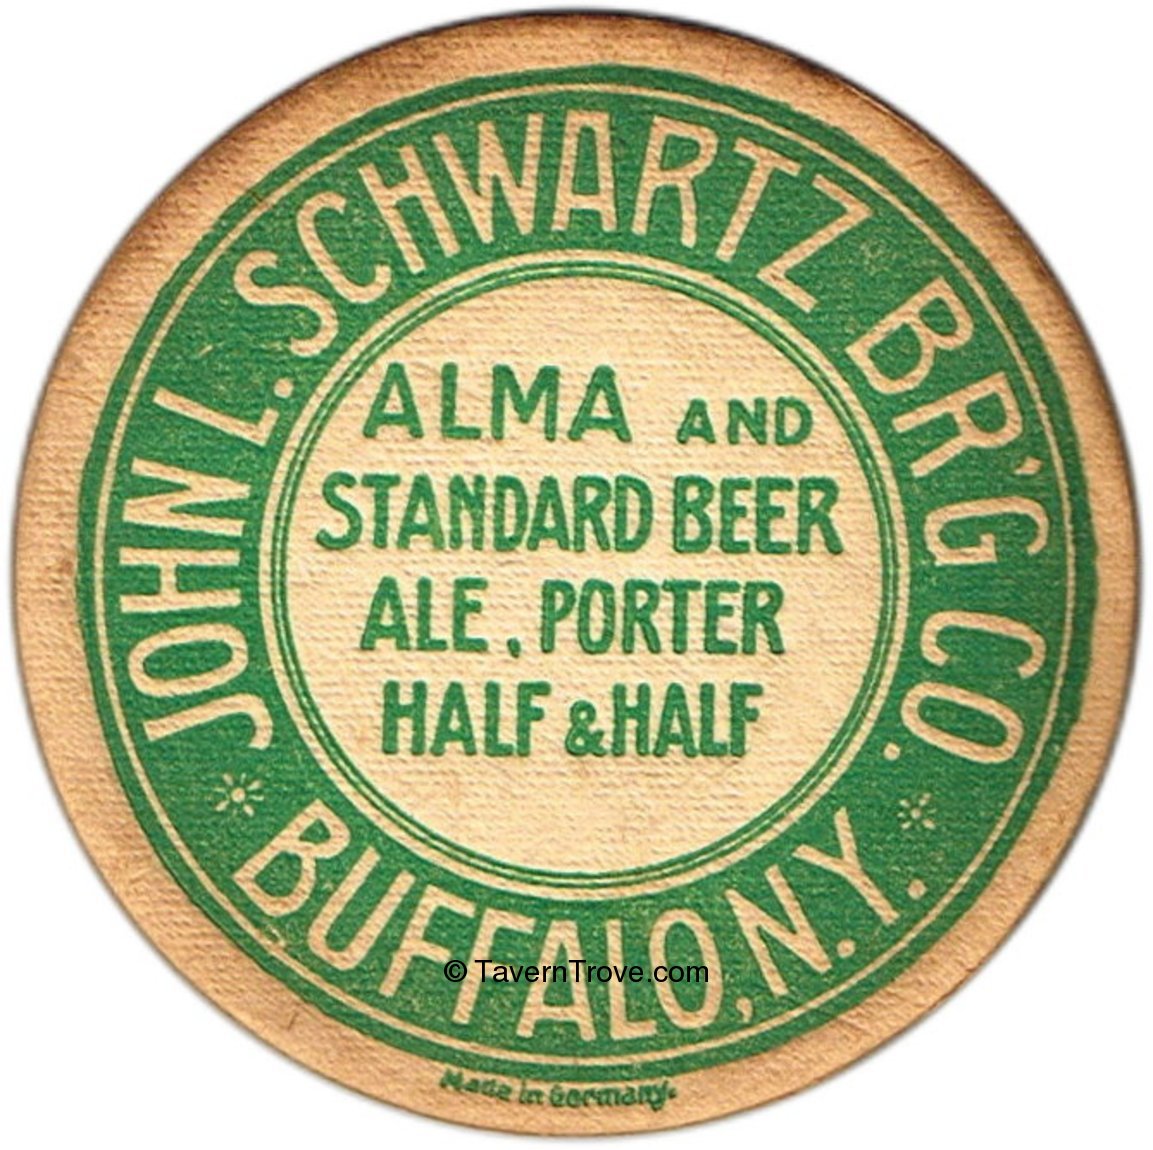 JOHN L. SCHWARTZ BR'G CO.
ALMA AND
STANDARD BEER
ALE, PORTER
HALF & HALF
BUFFALO, N.Y.
© TavernTrove.com
Made in Germany.